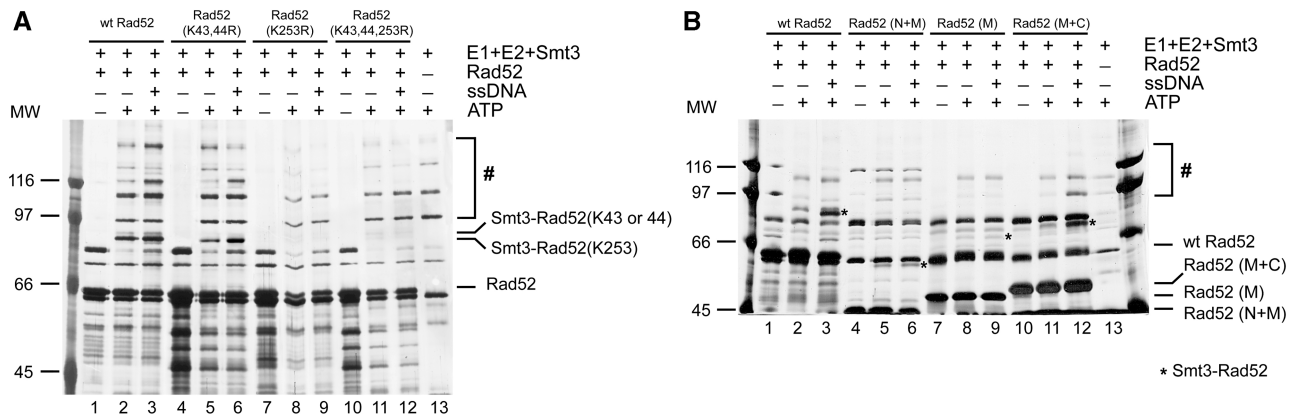 A
wt Rad52
Rad52 (K43,44R)
Rad52 (K253R)
Rad52 (K43,44,253R)
+ + + + + + + + + + + + + E1+E2+Smt3
+ + + + + + + + + + + + – Rad52
– – + – – + – – + – – + – ssDNA
– + + – + + – + + – + + + ATP
MW
116
97
66
45
#
Smt3-Rad52(K43 or 44)
Smt3-Rad52(K253)
Rad52
1 2 3 4 5 6 7 8 9 10 11 12 13
B
wt Rad52
Rad52 (N+M)
Rad52 (M)
Rad52 (M+C)
+ + + + + + + + + + + + + E1+E2+Smt3
+ + + + + + + + + + + + – Rad52
– – + – – + – – + – – + – ssDNA
– + + – + + – + + – + + + ATP
MW
116
97
66
45
#
* * * *
wt Rad52
Rad52 (M+C)
Rad52 (M)
Rad52 (N+M)
1 2 3 4 5 6 7 8 9 10 11 12 13
* Smt3-Rad52